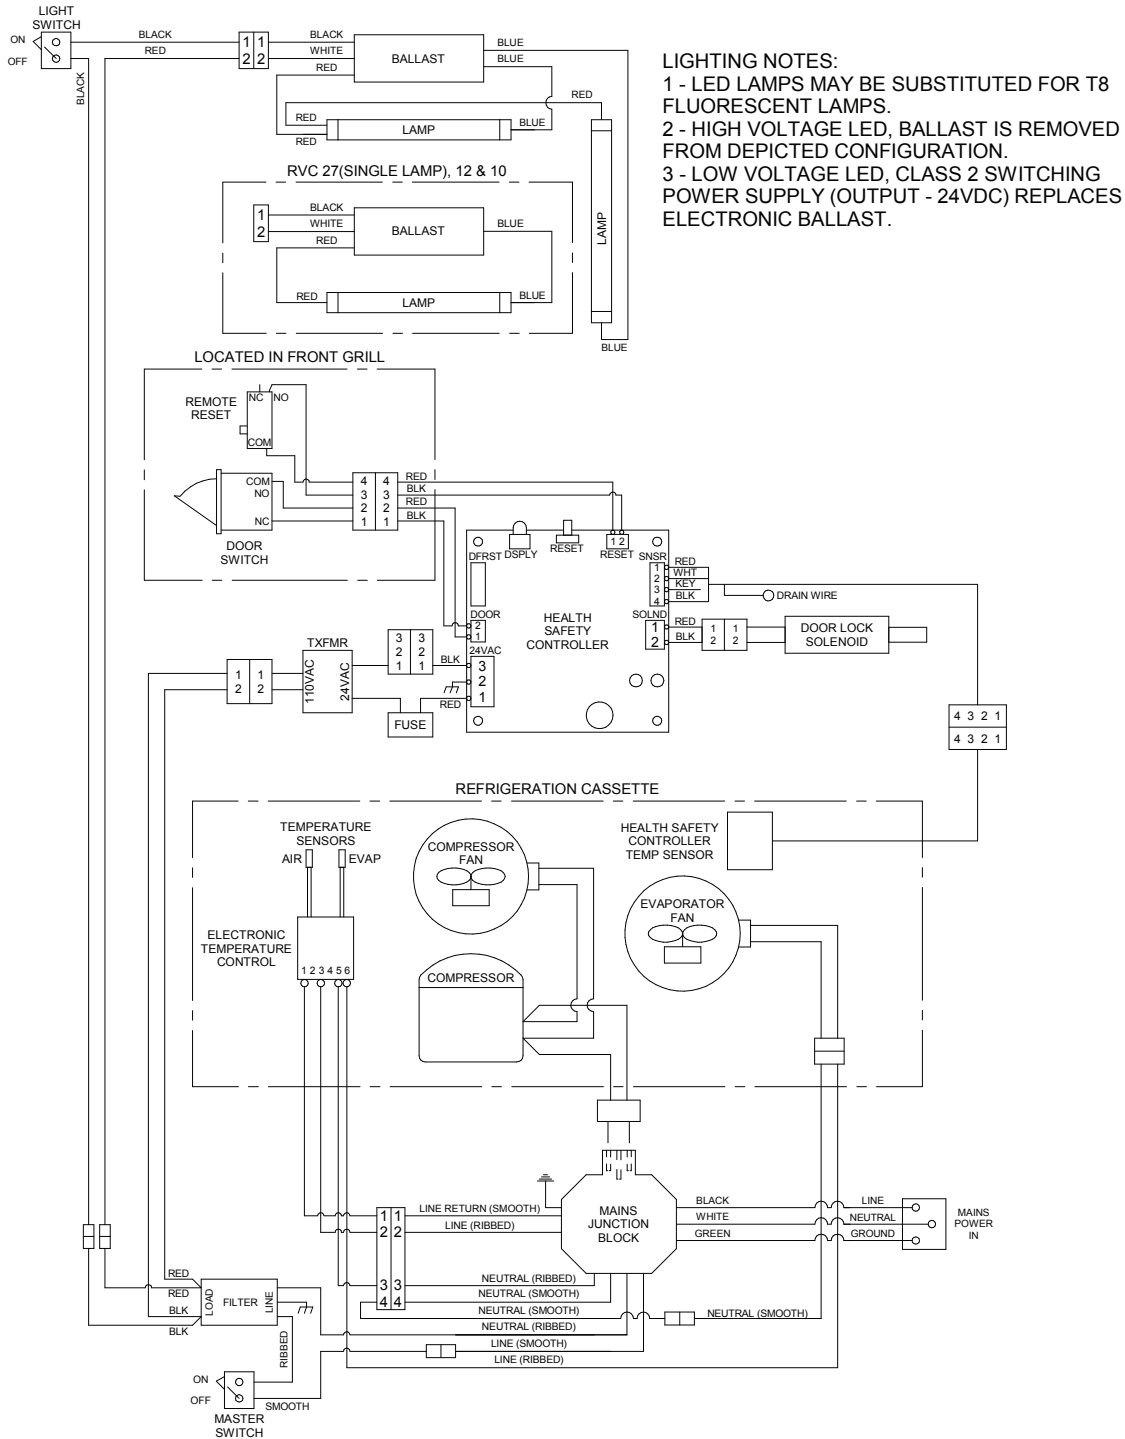 LIGHT
SWITCH
ON
OFF
BLACK
RED
BLACK
1 1
2 2
BLACK
WHITE
RED
BALLAST
BLUE
BLUE
RED
RED
RED
LAMP
BLUE
LAMP
BLUE
LIGHTING NOTES:
1 - LED LAMPS MAY BE SUBSTITUTED FOR T8
FLUORESCENT LAMPS.
2 - HIGH VOLTAGE LED, BALLAST IS REMOVED
FROM DEPICTED CONFIGURATION.
3 - LOW VOLTAGE LED, CLASS 2 SWITCHING
POWER SUPPLY (OUTPUT - 24VDC) REPLACES
ELECTRONIC BALLAST.
RVC 27(SINGLE LAMP), 12 & 10
1
2
BLACK
WHITE
RED
BALLAST
BLUE
RED
LAMP
BLUE
LOCATED IN FRONT GRILL
REMOTE
RESET
NC NO
COM
COM
NO
NC
DOOR
SWITCH
4 4
3 3
2 2
1 1
RED
BLK
RED
BLK
DFRST
DSPLY
RESET
1 2
RESET
SNSR
1
2
3
4
RED
WHT
KEY
BLK
DRAIN WIRE
DOOR
2
1
HEALTH
SAFETY
CONTROLLER
SOLND
1
2
RED
BLK
1 1
2 2
DOOR LOCK
SOLENOID
24VAC
3
2
1
BLK
RED
3 3
2 2
1 1
TXFMR
110VAC
24VAC
1 1
2 2
FUSE
4 3 2 1
4 3 2 1
REFRIGERATION CASSETTE
TEMPERATURE
SENSORS
AIR
EVAP
COMPRESSOR
FAN
HEALTH SAFETY
CONTROLLER
TEMP SENSOR
EVAPORATOR
FAN
ELECTRONIC
TEMPERATURE
CONTROL
1 2 3 4 5 6
COMPRESSOR
MAINS
JUNCTION
BLOCK
LINE RETURN (SMOOTH)
LINE (RIBBED)
1 1
2 2
3 3
4 4
BLACK
WHITE
GREEN
LINE
NEUTRAL
GROUND
MAINS
POWER
IN
NEUTRAL (RIBBED)
NEUTRAL (SMOOTH)
NEUTRAL (SMOOTH)
NEUTRAL (SMOOTH)
NEUTRAL (RIBBED)
LINE (SMOOTH)
LINE (RIBBED)
RED
RED
BLK
BLK
LOAD
FILTER
LINE
RIBBED
ON
OFF
SMOOTH
MASTER
SWITCH